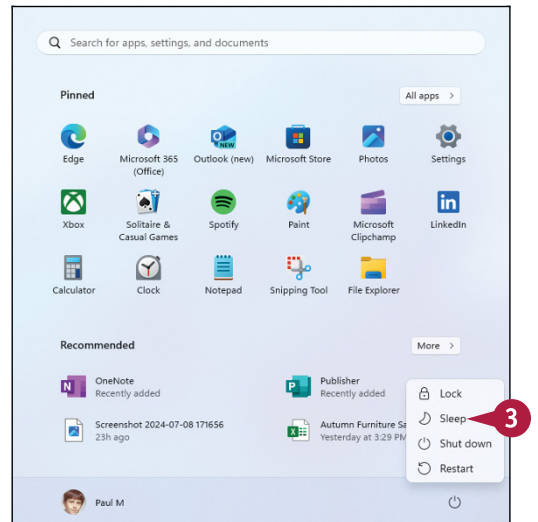 Search for apps, settings, and documents
Pinned
All apps >
Edge
Microsoft 365
(Office)
Outlook (new)
Microsoft Store
Photos
Settings
Xbox
Solitaire &
Casual Games
Spotify
Paint
Microsoft
Clipchamp
LinkedIn
Calculator
Clock
Notepad
Snipping Tool
File Explorer
Recommended
More >
OneNote
Recently added
Publisher
Recently added
Screenshot 2024-07-08 171656
23h ago
Autumn Furniture Sa
Yesterday at 3:29 PM
Lock
Sleep
3
Shut down
Restart
Paul M
NEW
in
N
P